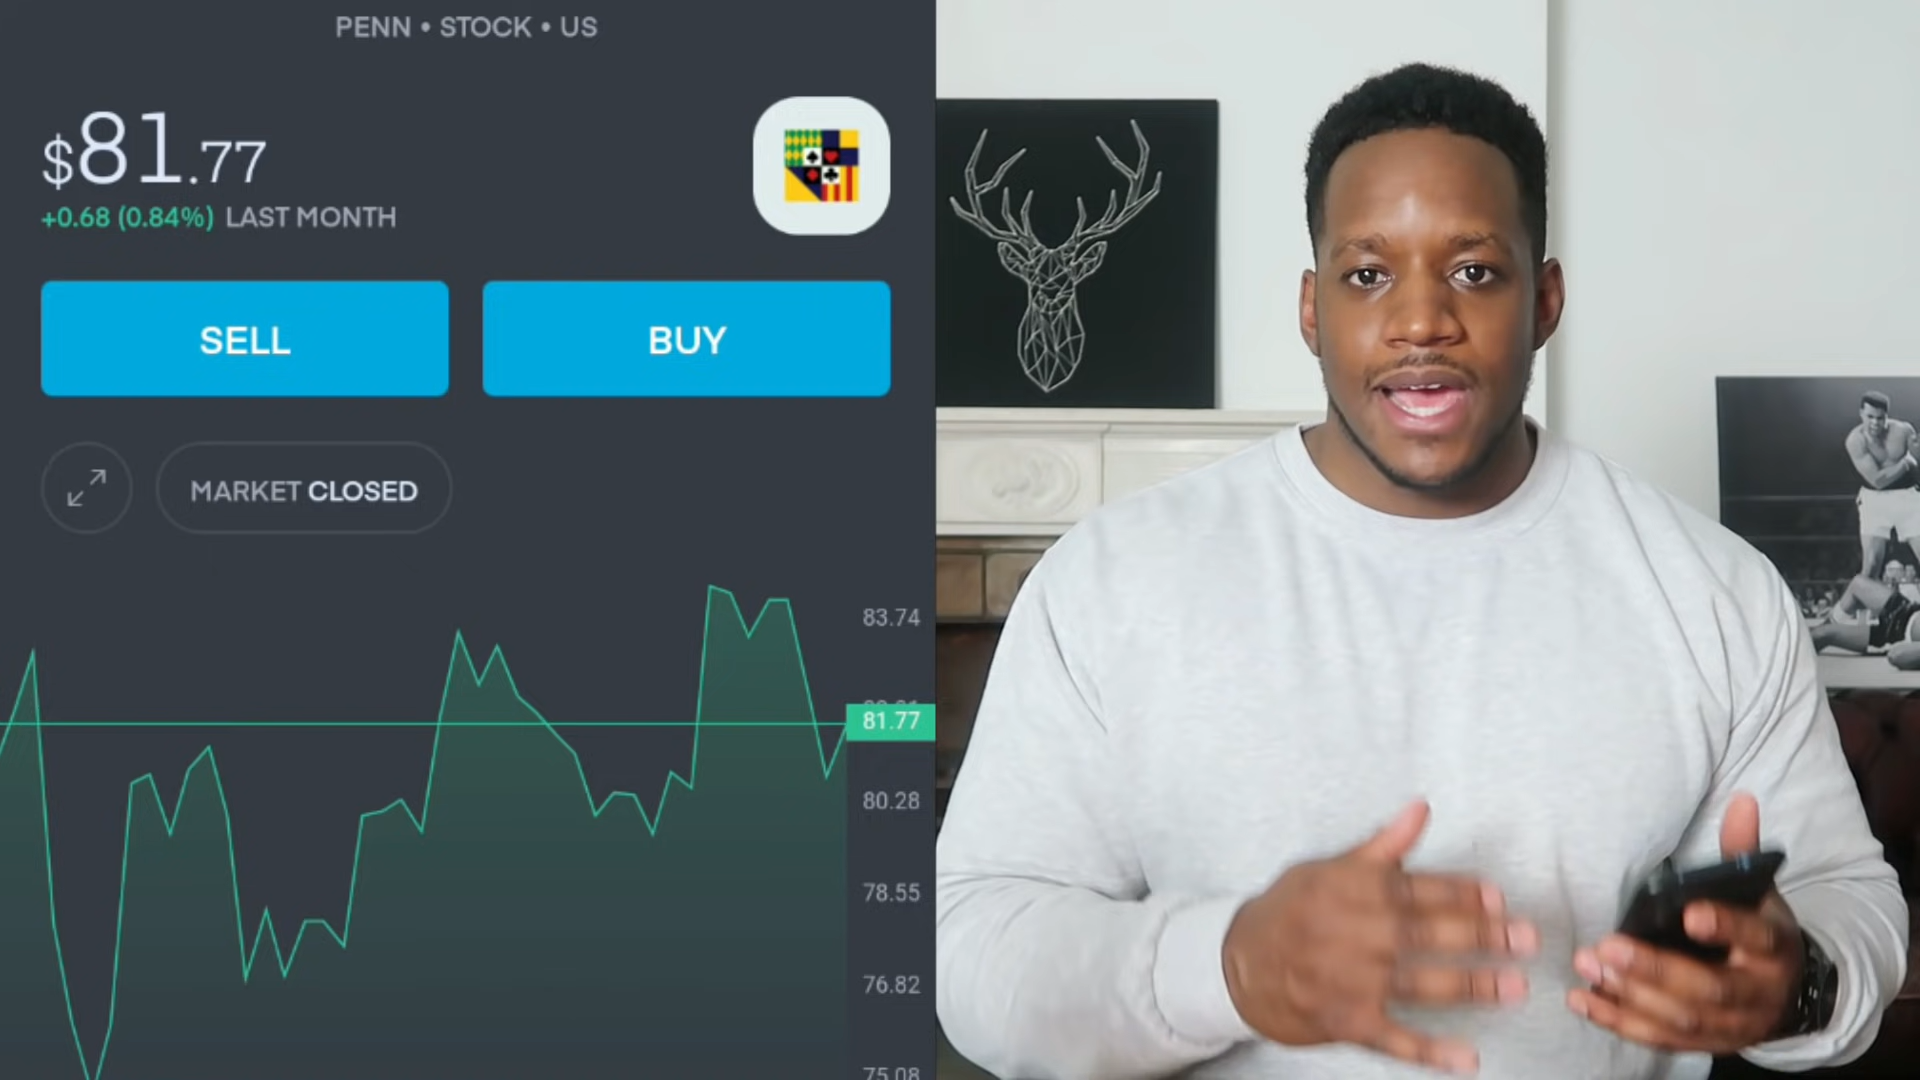 PENN • STOCK • US
$81.77
+0.68 (0.84%) LAST MONTH
SELL
BUY
MARKET CLOSED
83.74
81.77
80.28
78.55
76.82
75.08